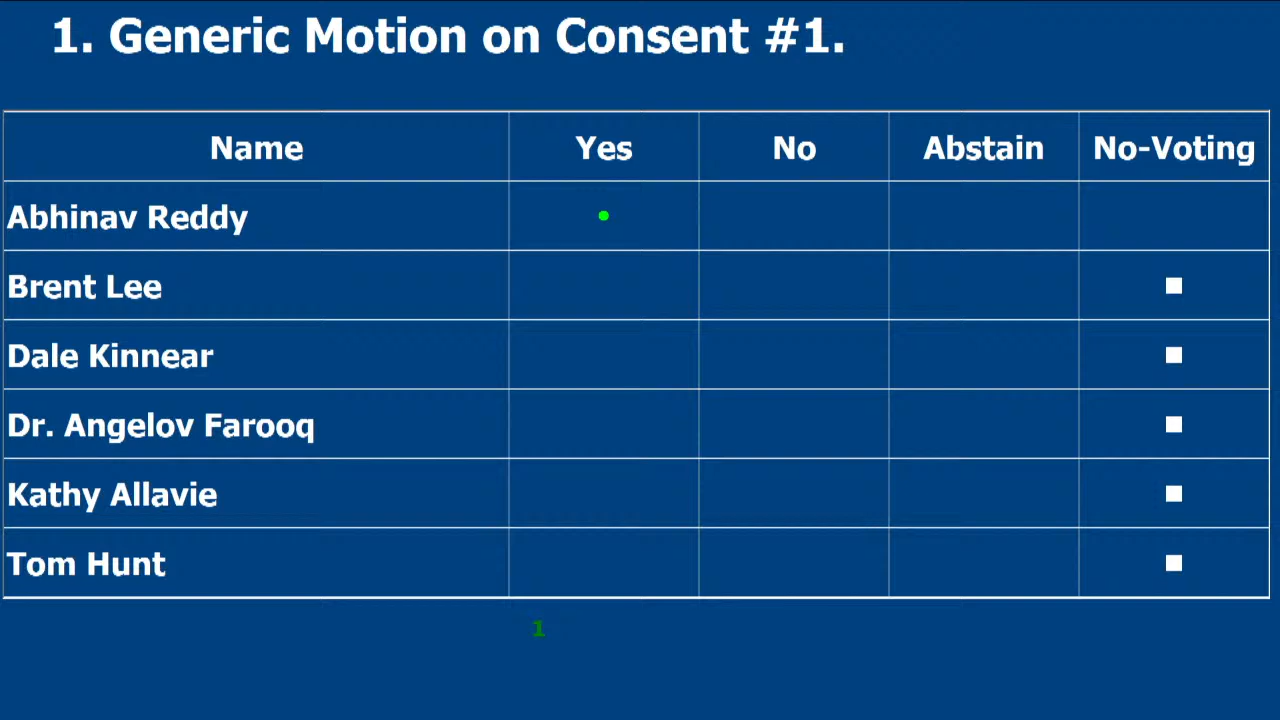 1. Generic Motion on Consent #1.
Name Yes No Abstain No-Voting
Abhinav Reddy
Brent Lee
Dale Kinnear
Dr. Angelov Farooq
Kathy Allavie
Tom Hunt
1